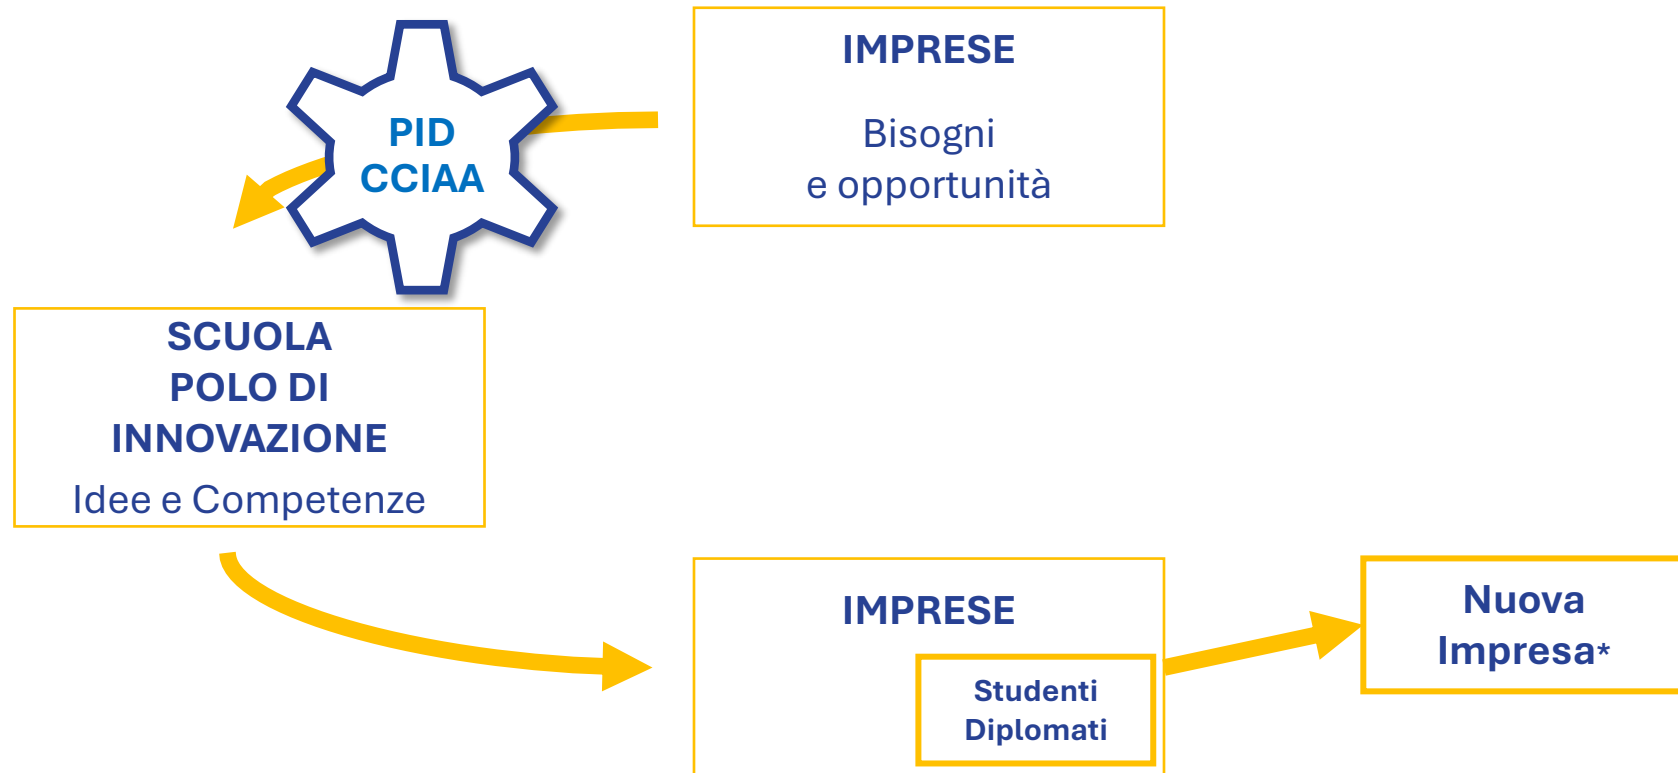 IMPRESE
Bisogni
e opportunità
PID
CCIAA
SCUOLA
POLO DI
INNOVAZIONE
Idee e Competenze
IMPRESE
Studenti
Diplomati
Nuova
Impresa*